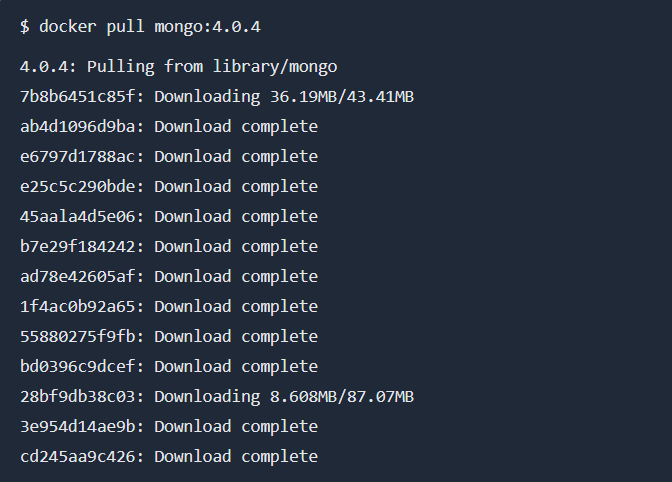 $ docker pull mongo:4.0.4
4.0.4: Pulling from library/mongo
7b8b6451c85f: Downloading 36.19MB/43.41MB
ab4d1096d9ba: Download complete
e6797d1788ac: Download complete
e25c5c290bde: Download complete
45aala4d5e06: Download complete
b7e29f184242: Download complete
ad78e42605af: Download complete
1f4ac0b92a65: Download complete
55880275f9fb: Download complete
bd0396c9dcef: Download complete
28bf9db38c03: Downloading 8.608MB/87.07MB
3e954d14ae9b: Download complete
cd245aa9c426: Download complete